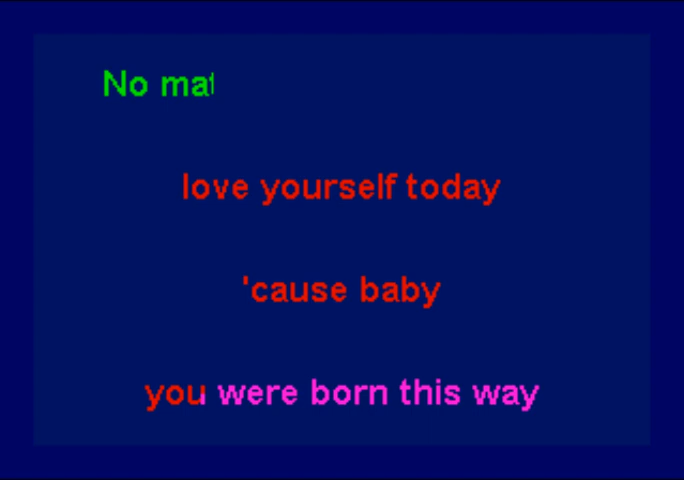 No mat
love yourself today
'cause baby
you were born this way